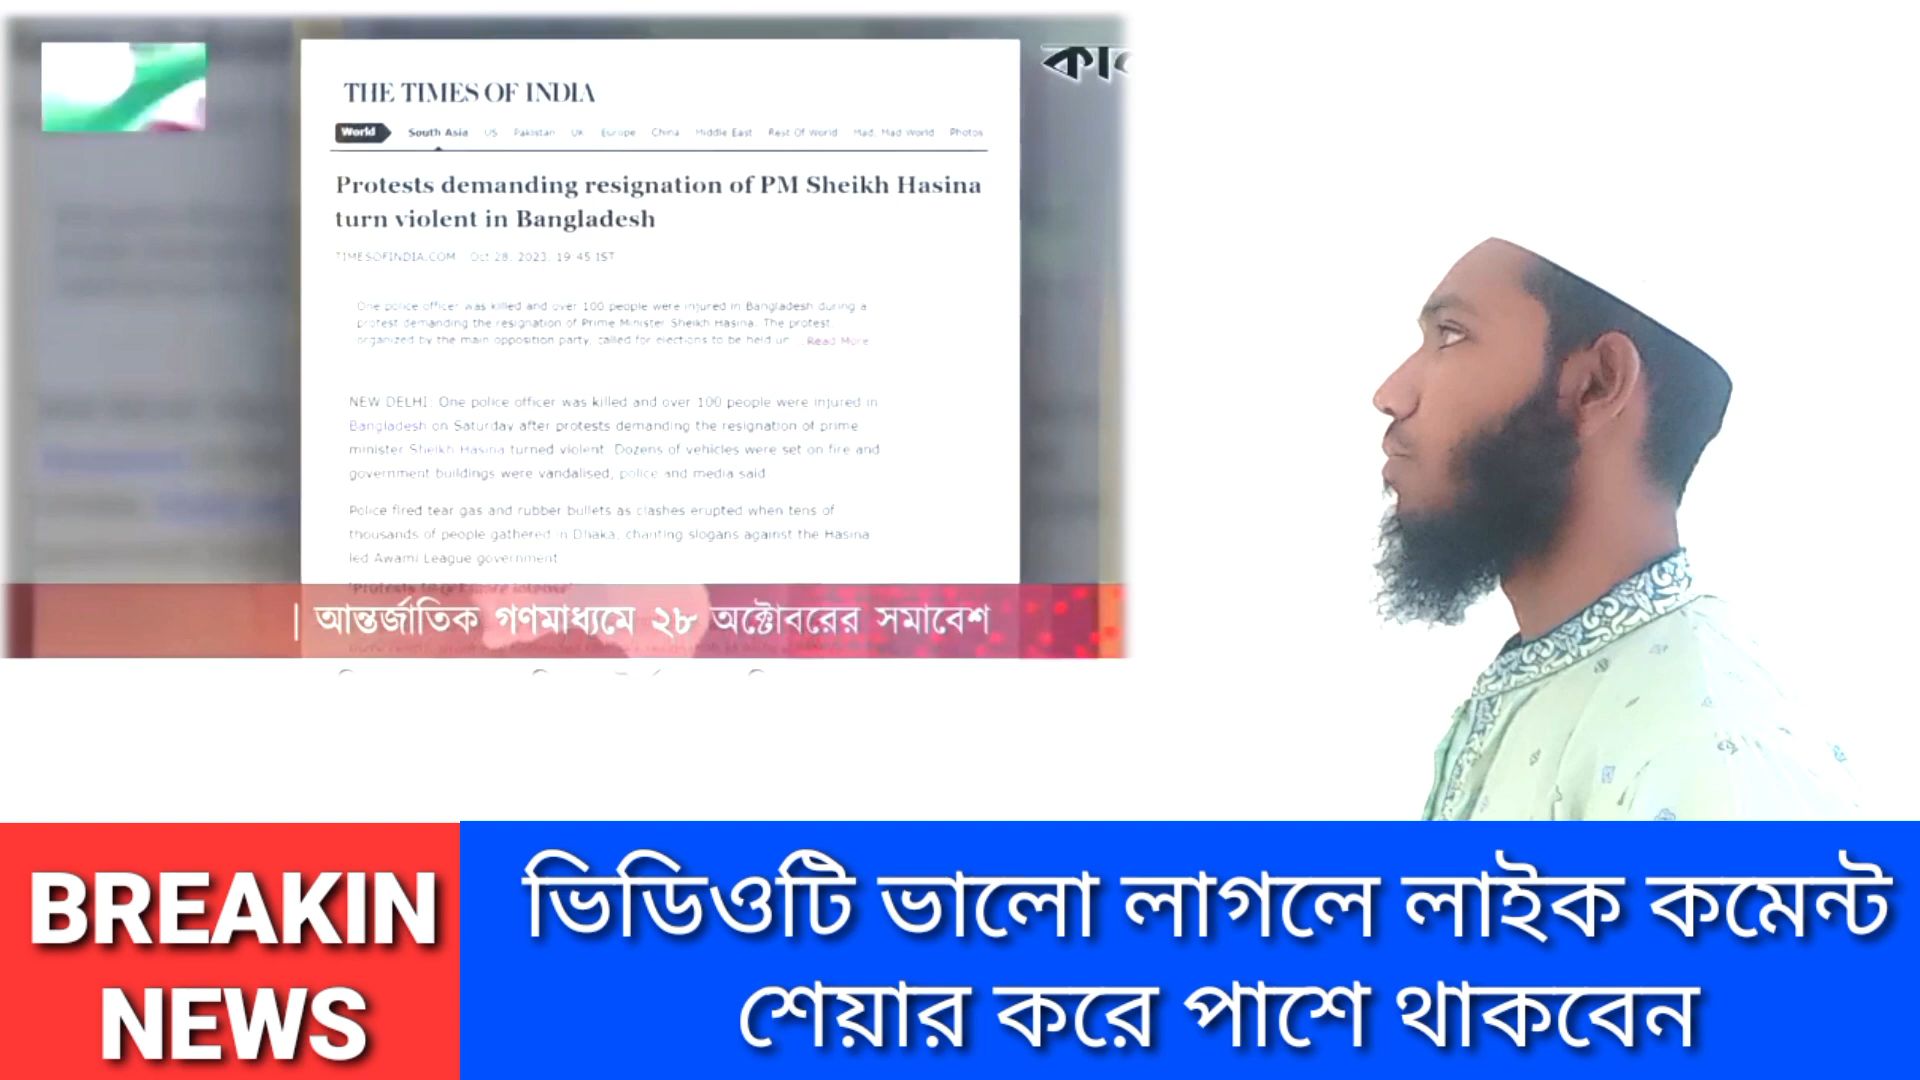 কা
THE TIMES OF INDIA
World South Asia US Pakistan UK Europe China Middle East Rest Of World Mad, Mad World Photos
Protests demanding resignation of PM Sheikh Hasina
turn violent in Bangladesh
TIMESOFINDIA.COM Oct 28, 2023, 19:45 IST
One police officer was killed and over 100 people were injured in Bangladesh during a
protest demanding the resignation of Prime Minister Sheikh Hasina. The protest,
organized by the main opposition party, called for elections to be held ur ...Read More
NEW DELHI: One police officer was killed and over 100 people were injured in
Bangladesh on Saturday after protests demanding the resignation of prime
minister Sheikh Hasina turned violent. Dozens of vehicles were set on fire and
government buildings were vandalised, police and media said.
Police fired tear gas and rubber bullets as clashes erupted when tens of
thousands of people gathered in Dhaka, chanting slogans against the Hasina
led Awami League government.
| আন্তর্জাতিক গণমাধ্যমে ২৮ অক্টোবরের সমাবেশ
BREAKIN
NEWS
ভিডিওটি ভালো লাগলে লাইক কমেন্ট
শেয়ার করে পাশে থাকবেন